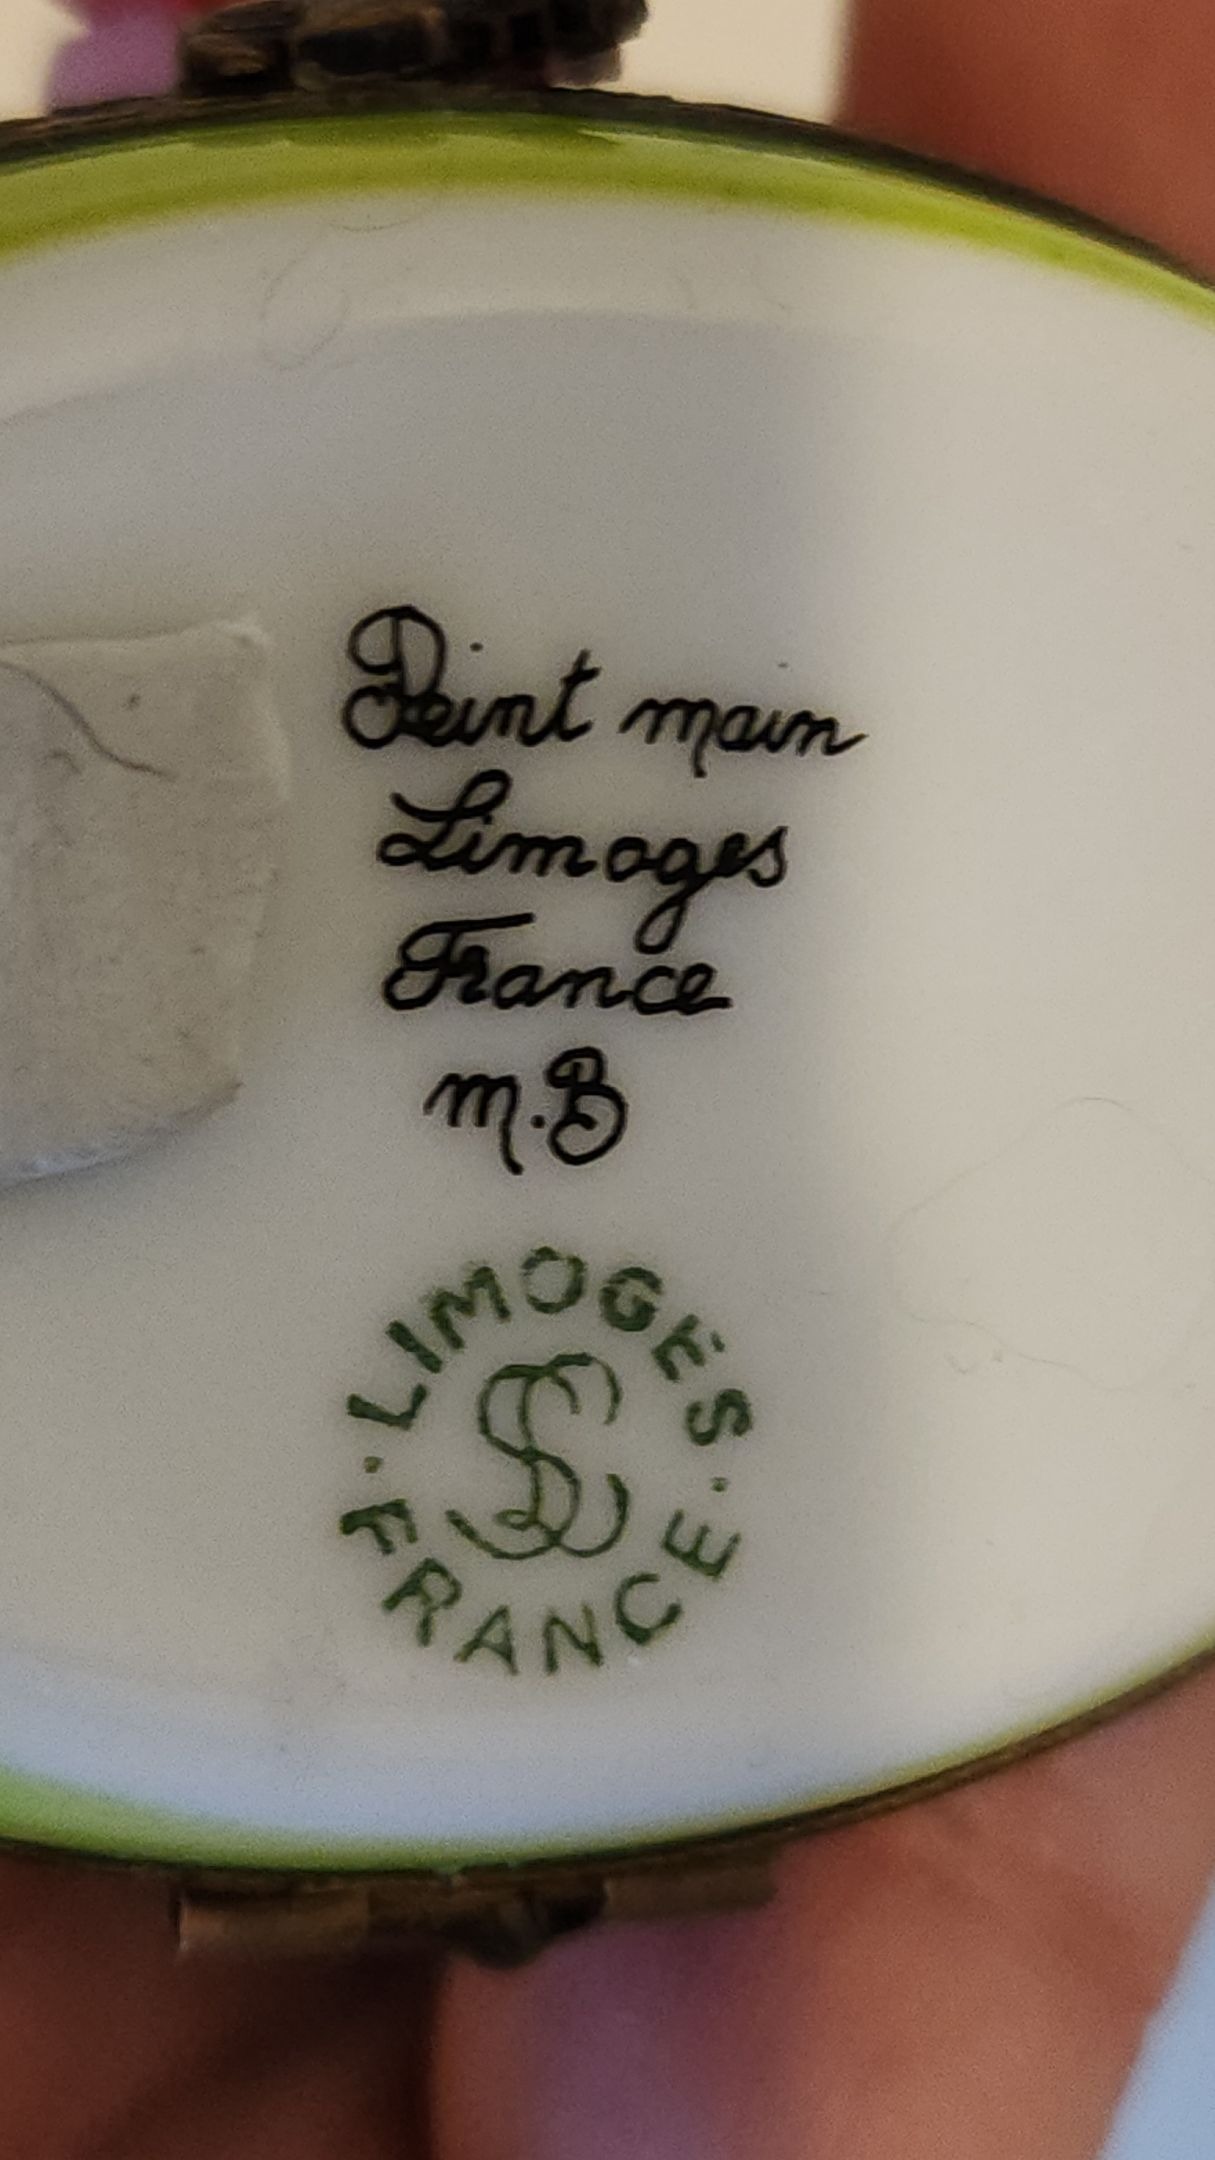 Peint main
Limoges
France
m.B
· LIMOGES ·
FRANCE